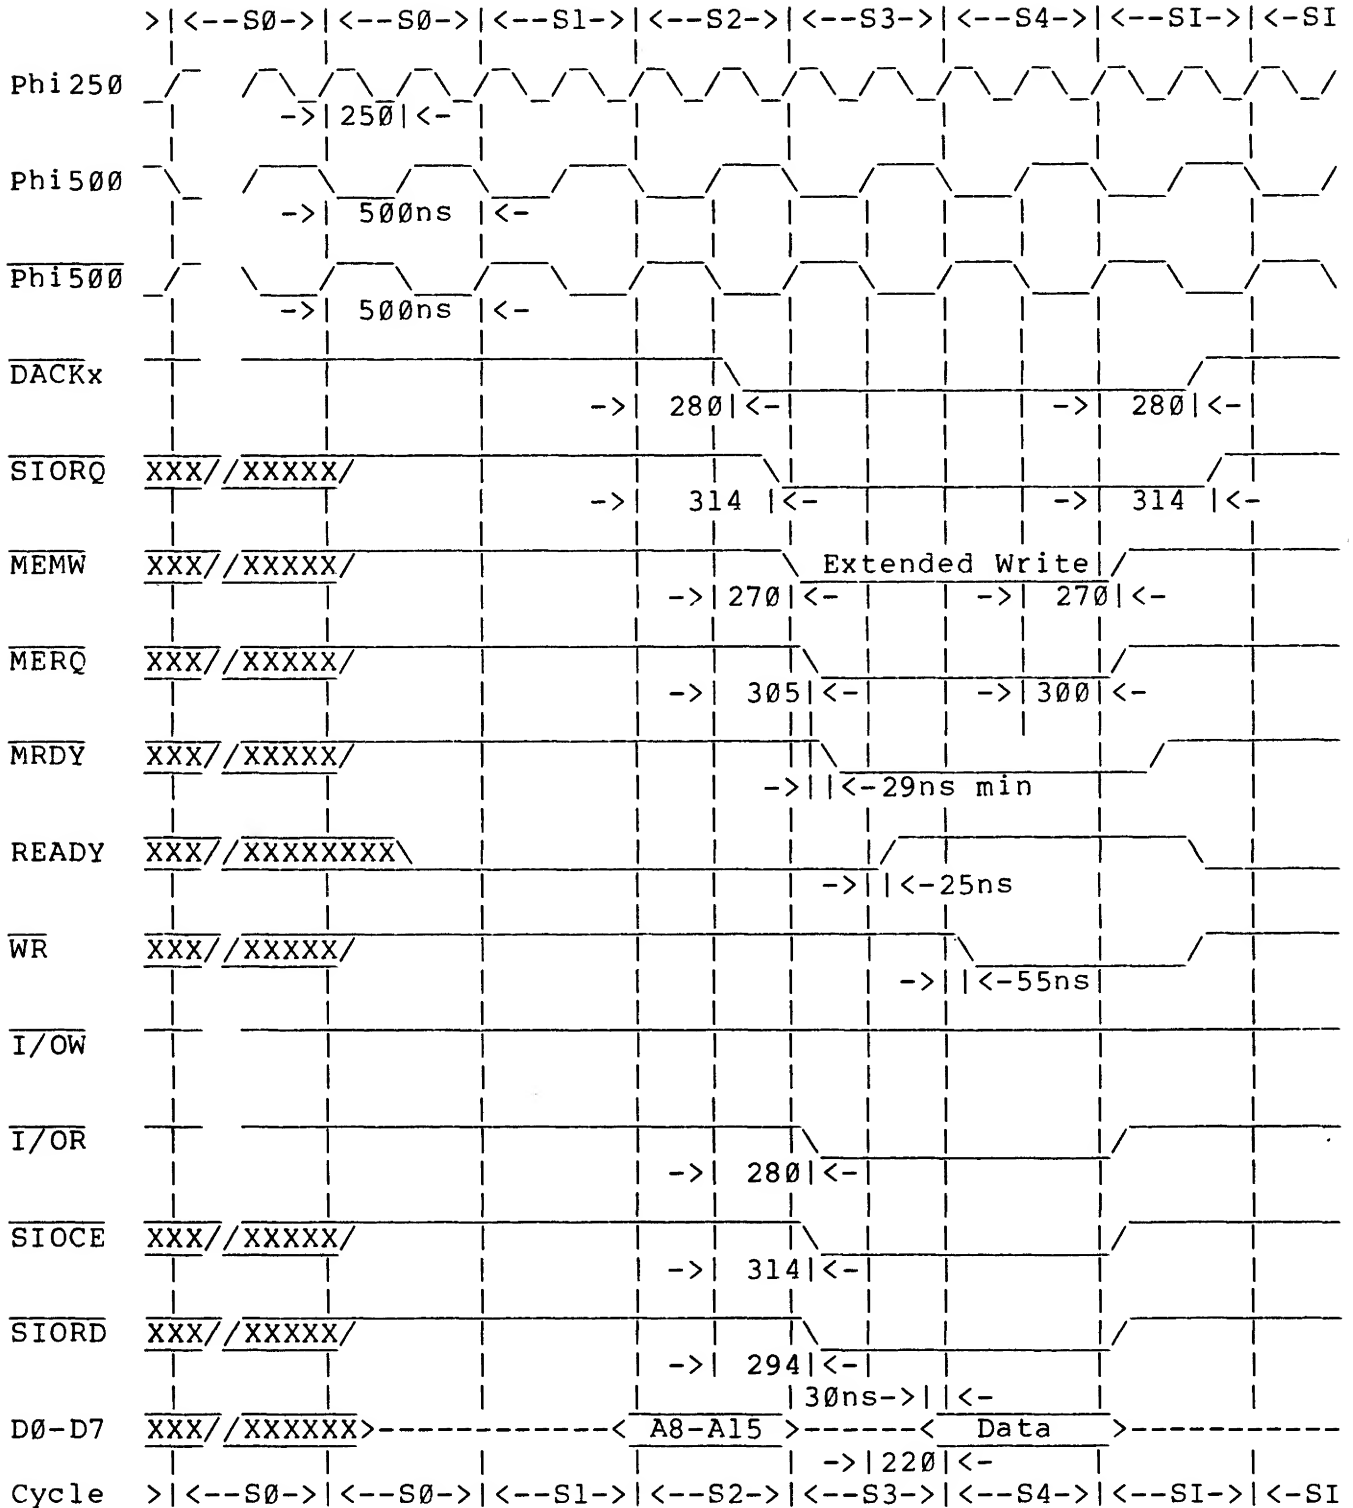 >|<--SØ->|<--SØ->|<--S1->|<--S2->|<--S3->|<--S4->|<--SI->|<-SI
Phi25Ø
->|25Ø|<-
Phi5ØØ
->| 5ØØns |<-
Phi5ØØ
->| 5ØØns |<-
DACKx
->| 28Ø|<- ->| 28Ø|<-
SIORQ XXX//XXXXX/
->| 314 |<- ->| 314 |<-
MEMW XXX//XXXXX/ Extended Write
->|27Ø|<- ->| 27Ø|<-
MERQ XXX//XXXXX/
->| 3Ø5|<- ->|3ØØ|<-
MRDY XXX//XXXXX/
->||<-29ns min
READY XXX//XXXXXXXX\
->||<-25ns
WR XXX//XXXXX/
->||<-55ns
I/OW
I/OR
->| 28Ø|<-
SIOCE XXX//XXXXX/
->| 314|<-
SIORD XXX//XXXXX/
->| 294|<-
3Øns->||<-
DØ-D7 XXX//XXXXXX>------------< A8-A15 >------< Data >-----------
->|22Ø|<-
Cycle >|<--SØ->|<--SØ->|<--S1->|<--S2->|<--S3->|<--S4->|<--SI->|<-SI